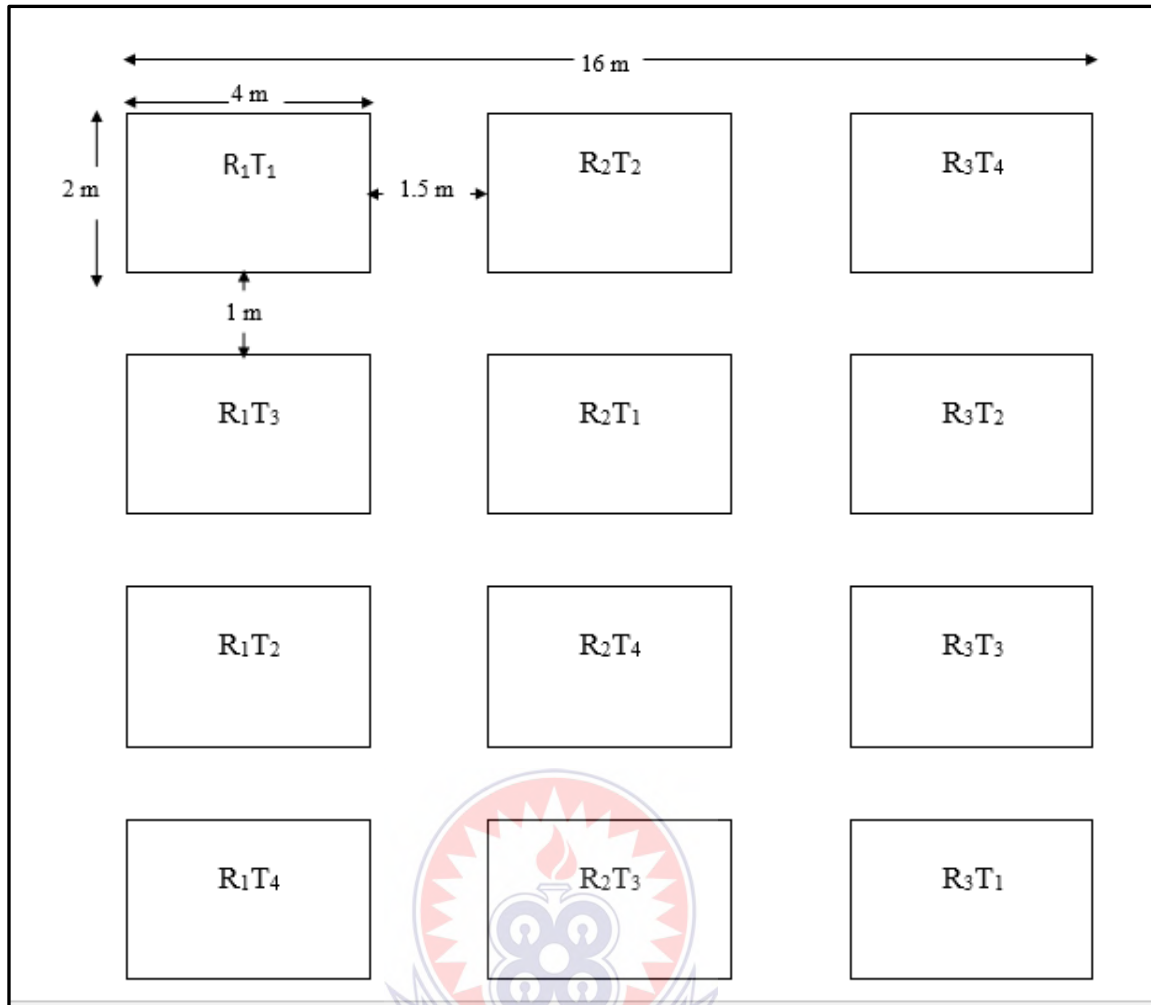 16 m
4 m
R₁T₁
R₂T₂
R₃T₄
2 m
1.5 m
1 m
R₁T₃
R₂T₁
R₃T₂
R₁T₂
R₂T₄
R₃T₃
R₁T₄
R₂T₃
R₃T₁